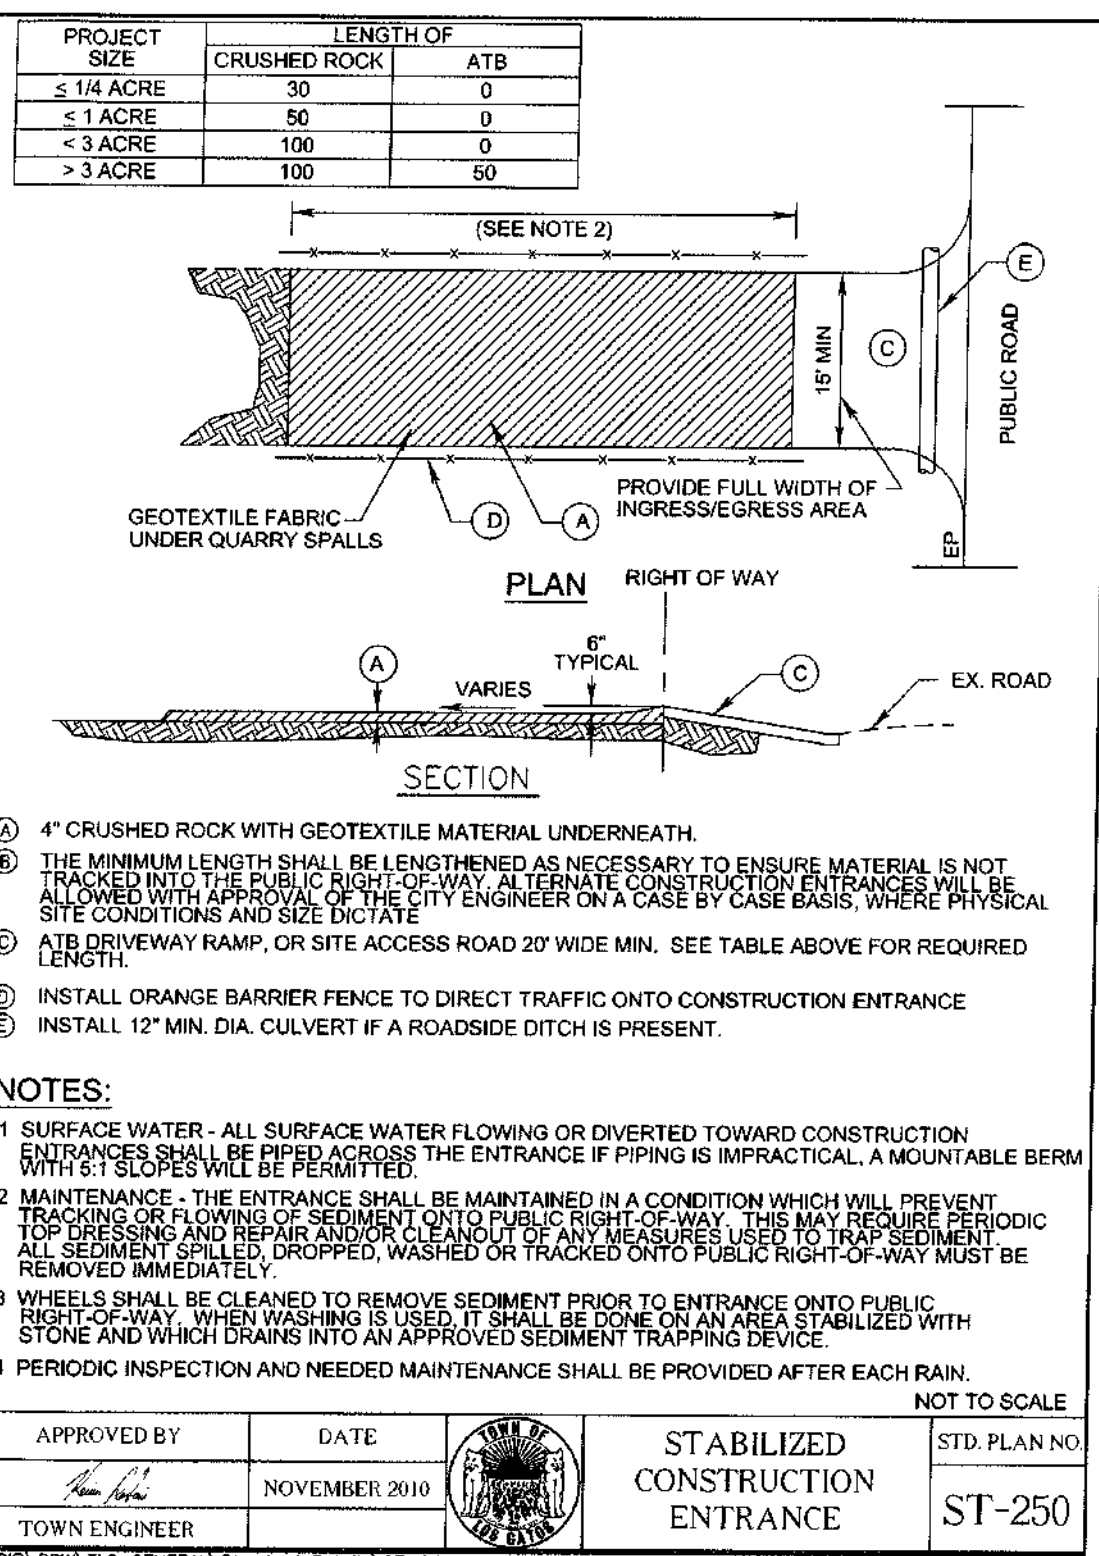 PROJECT SIZE LENGTH OF
CRUSHED ROCK ATB
≤ 1/4 ACRE 30 0
≤ 1 ACRE 50 0
< 3 ACRE 100 0
> 3 ACRE 100 50
(SEE NOTE 2)
E
C
15' MIN
PUBLIC ROAD
PROVIDE FULL WIDTH OF
INGRESS/EGRESS AREA
GEOTEXTILE FABRIC
UNDER QUARRY SPALLS
D
A
EP
PLAN
RIGHT OF WAY
A
6"
TYPICAL
VARIES
C
EX. ROAD
SECTION
A 4" CRUSHED ROCK WITH GEOTEXTILE MATERIAL UNDERNEATH.
B THE MINIMUM LENGTH SHALL BE LENGTHENED AS NECESSARY TO ENSURE MATERIAL IS NOT
TRACKED INTO THE PUBLIC RIGHT-OF-WAY. ALTERNATE CONSTRUCTION ENTRANCES WILL BE
ALLOWED WITH APPROVAL OF THE CITY ENGINEER ON A CASE BY CASE BASIS, WHERE PHYSICAL
SITE CONDITIONS AND SIZE DICTATE
C ATB DRIVEWAY RAMP, OR SITE ACCESS ROAD 20' WIDE MIN. SEE TABLE ABOVE FOR REQUIRED
LENGTH.
D INSTALL ORANGE BARRIER FENCE TO DIRECT TRAFFIC ONTO CONSTRUCTION ENTRANCE
E INSTALL 12" MIN. DIA. CULVERT IF A ROADSIDE DITCH IS PRESENT.
NOTES:
1 SURFACE WATER - ALL SURFACE WATER FLOWING OR DIVERTED TOWARD CONSTRUCTION
ENTRANCES SHALL BE PIPED ACROSS THE ENTRANCE IF PIPING IS IMPRACTICAL, A MOUNTABLE BERM
WITH 5:1 SLOPES WILL BE PERMITTED.
2 MAINTENANCE - THE ENTRANCE SHALL BE MAINTAINED IN A CONDITION WHICH WILL PREVENT
TRACKING OR FLOWING OF SEDIMENT ONTO PUBLIC RIGHT-OF-WAY. THIS MAY REQUIRE PERIODIC
TOP DRESSING AND REPAIR AND/OR CLEANOUT OF ANY MEASURES USED TO TRAP SEDIMENT.
ALL SEDIMENT SPILLED, DROPPED, WASHED OR TRACKED ONTO PUBLIC RIGHT-OF-WAY MUST BE
REMOVED IMMEDIATELY.
3 WHEELS SHALL BE CLEANED TO REMOVE SEDIMENT PRIOR TO ENTRANCE ONTO PUBLIC
RIGHT-OF-WAY. WHEN WASHING IS USED, IT SHALL BE DONE ON AN AREA STABILIZED WITH
STONE AND WHICH DRAINS INTO AN APPROVED SEDIMENT TRAPPING DEVICE.
4 PERIODIC INSPECTION AND NEEDED MAINTENANCE SHALL BE PROVIDED AFTER EACH RAIN.
NOT TO SCALE
APPROVED BY
TOWN ENGINEER
DATE
NOVEMBER 2010
TOWN OF
LOS GATOS
STABILIZED
CONSTRUCTION
ENTRANCE
STD. PLAN NO.
ST-250